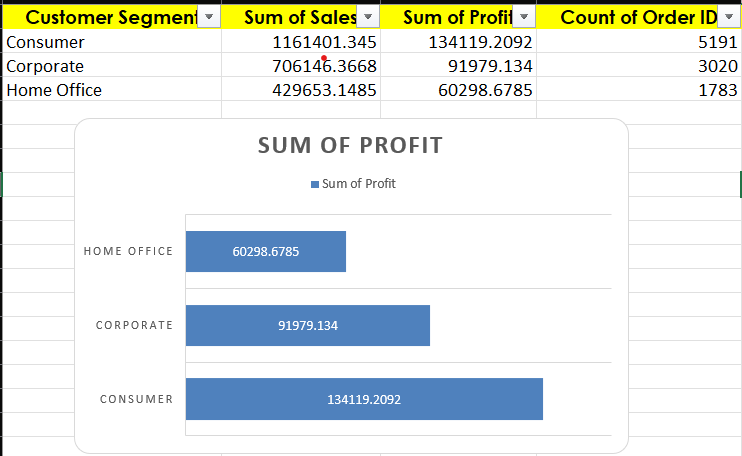 Customer Segment Sum of Sales Sum of Profit Count of Order ID
Consumer 1161401.345 134119.2092 5191
Corporate 706146.3668 91979.134 3020
Home Office 429653.1485 60298.6785 1783
SUM OF PROFIT
Sum of Profit
HOME OFFICE 60298.6785
CORPORATE 91979.134
CONSUMER 134119.2092